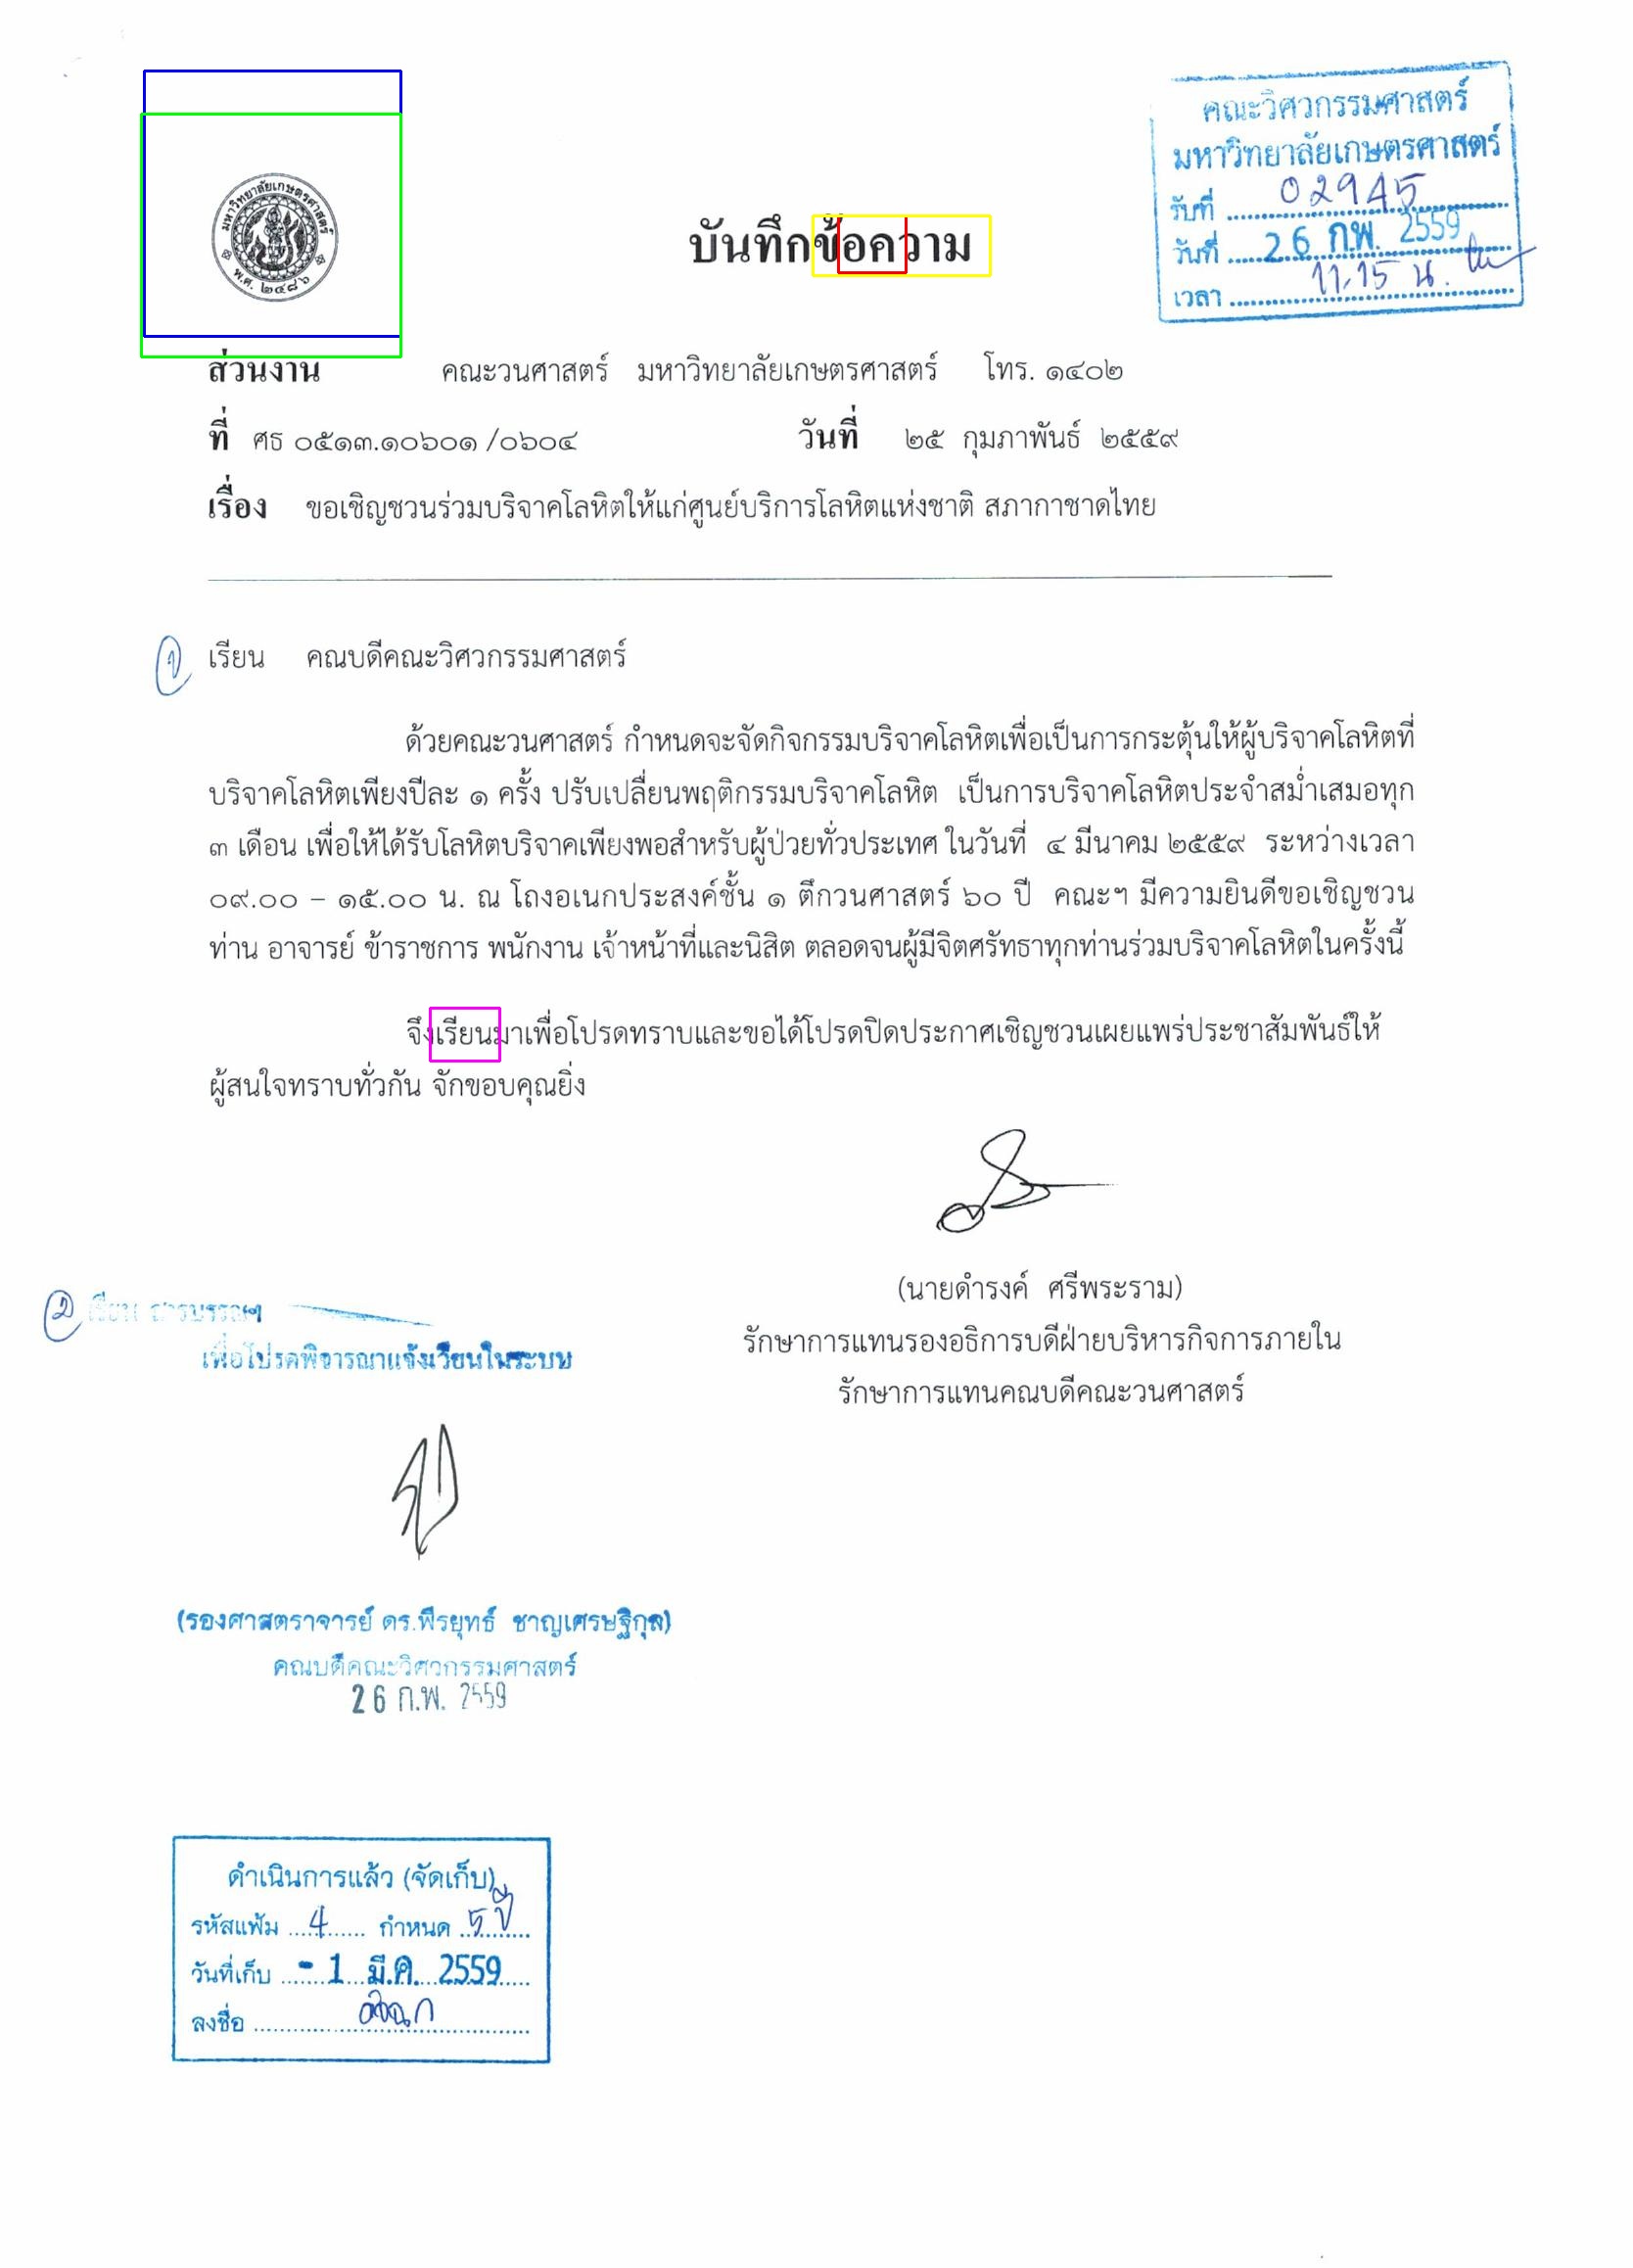 มหาวิทยาลัยเกษตรศาสตร์
พ.ศ. ๒๔๘๖
คณะวิศวกรรมศาสตร์
มหาวิทยาลัยเกษตรศาสตร์
รับที่ 02945
วันที่ 26 ก.พ. 2559
เวลา 11.15 น.
บันทึกข้อความ
ส่วนงาน คณะวนศาสตร์ มหาวิทยาลัยเกษตรศาสตร์ โทร. ๑๔๐๒
ที่ ศธ ๐๕๑๓.๑๐๖๐๑ /๐๖๐๔ วันที่ ๒๕ กุมภาพันธ์ ๒๕๕๙
เรื่อง ขอเชิญชวนร่วมบริจาคโลหิตให้แก่ศูนย์บริการโลหิตแห่งชาติ สภากาชาดไทย
๑ เรียน คณบดีคณะวิศวกรรมศาสตร์
ด้วยคณะวนศาสตร์ กำหนดจะจัดกิจกรรมบริจาคโลหิตเพื่อเป็นการกระตุ้นให้ผู้บริจาคโลหิตที่
บริจาคโลหิตเพียงปีละ ๑ ครั้ง ปรับเปลี่ยนพฤติกรรมบริจาคโลหิต เป็นการบริจาคโลหิตประจำสม่ำเสมอทุก
๓ เดือน เพื่อให้ได้รับโลหิตบริจาคเพียงพอสำหรับผู้ป่วยทั่วประเทศ ในวันที่ ๔ มีนาคม ๒๕๕๙ ระหว่างเวลา
๐๙.๐๐ – ๑๕.๐๐ น. ณ โถงอเนกประสงค์ชั้น ๑ ตึกวนศาสตร์ ๖๐ ปี คณะฯ มีความยินดีขอเชิญชวน
ท่าน อาจารย์ ข้าราชการ พนักงาน เจ้าหน้าที่และนิสิต ตลอดจนผู้มีจิตศรัทธาทุกท่านร่วมบริจาคโลหิตในครั้งนี้
จึงเรียนมาเพื่อโปรดทราบและขอได้โปรดปิดประกาศเชิญชวนเผยแพร่ประชาสัมพันธ์ให้
ผู้สนใจทราบทั่วกัน จักขอบคุณยิ่ง
(นายดำรงค์ ศรีพระราม)
รักษาการแทนรองอธิการบดีฝ่ายบริหารกิจการภายใน
รักษาการแทนคณบดีคณะวนศาสตร์
๒ เรียน สารบรรณฯ
เพื่อโปรดพิจารณาแจ้งเวียนในระบบ
(รองศาสตราจารย์ ดร.พีรยุทธ์ ชาญเศรษฐิกุล)
คณบดีคณะวิศวกรรมศาสตร์
26 ก.พ. 2559
ดำเนินการแล้ว (จัดเก็บ)
รหัสแฟ้ม 4 กำหนด 5 ปี
วันที่เก็บ - 1 มี.ค. 2559
ลงชื่อ